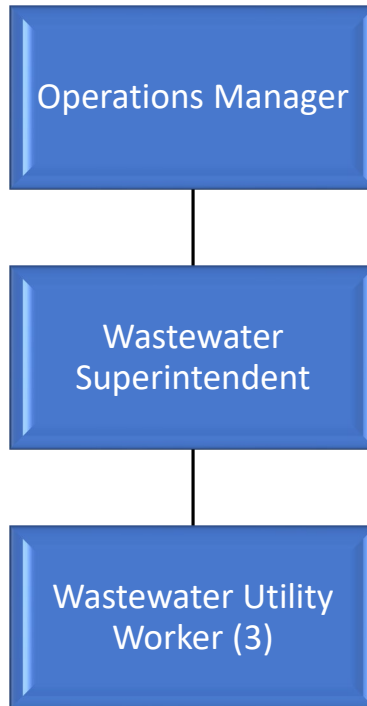 Operations Manager
Wastewater
Superintendent
Wastewater Utility
Worker (3)